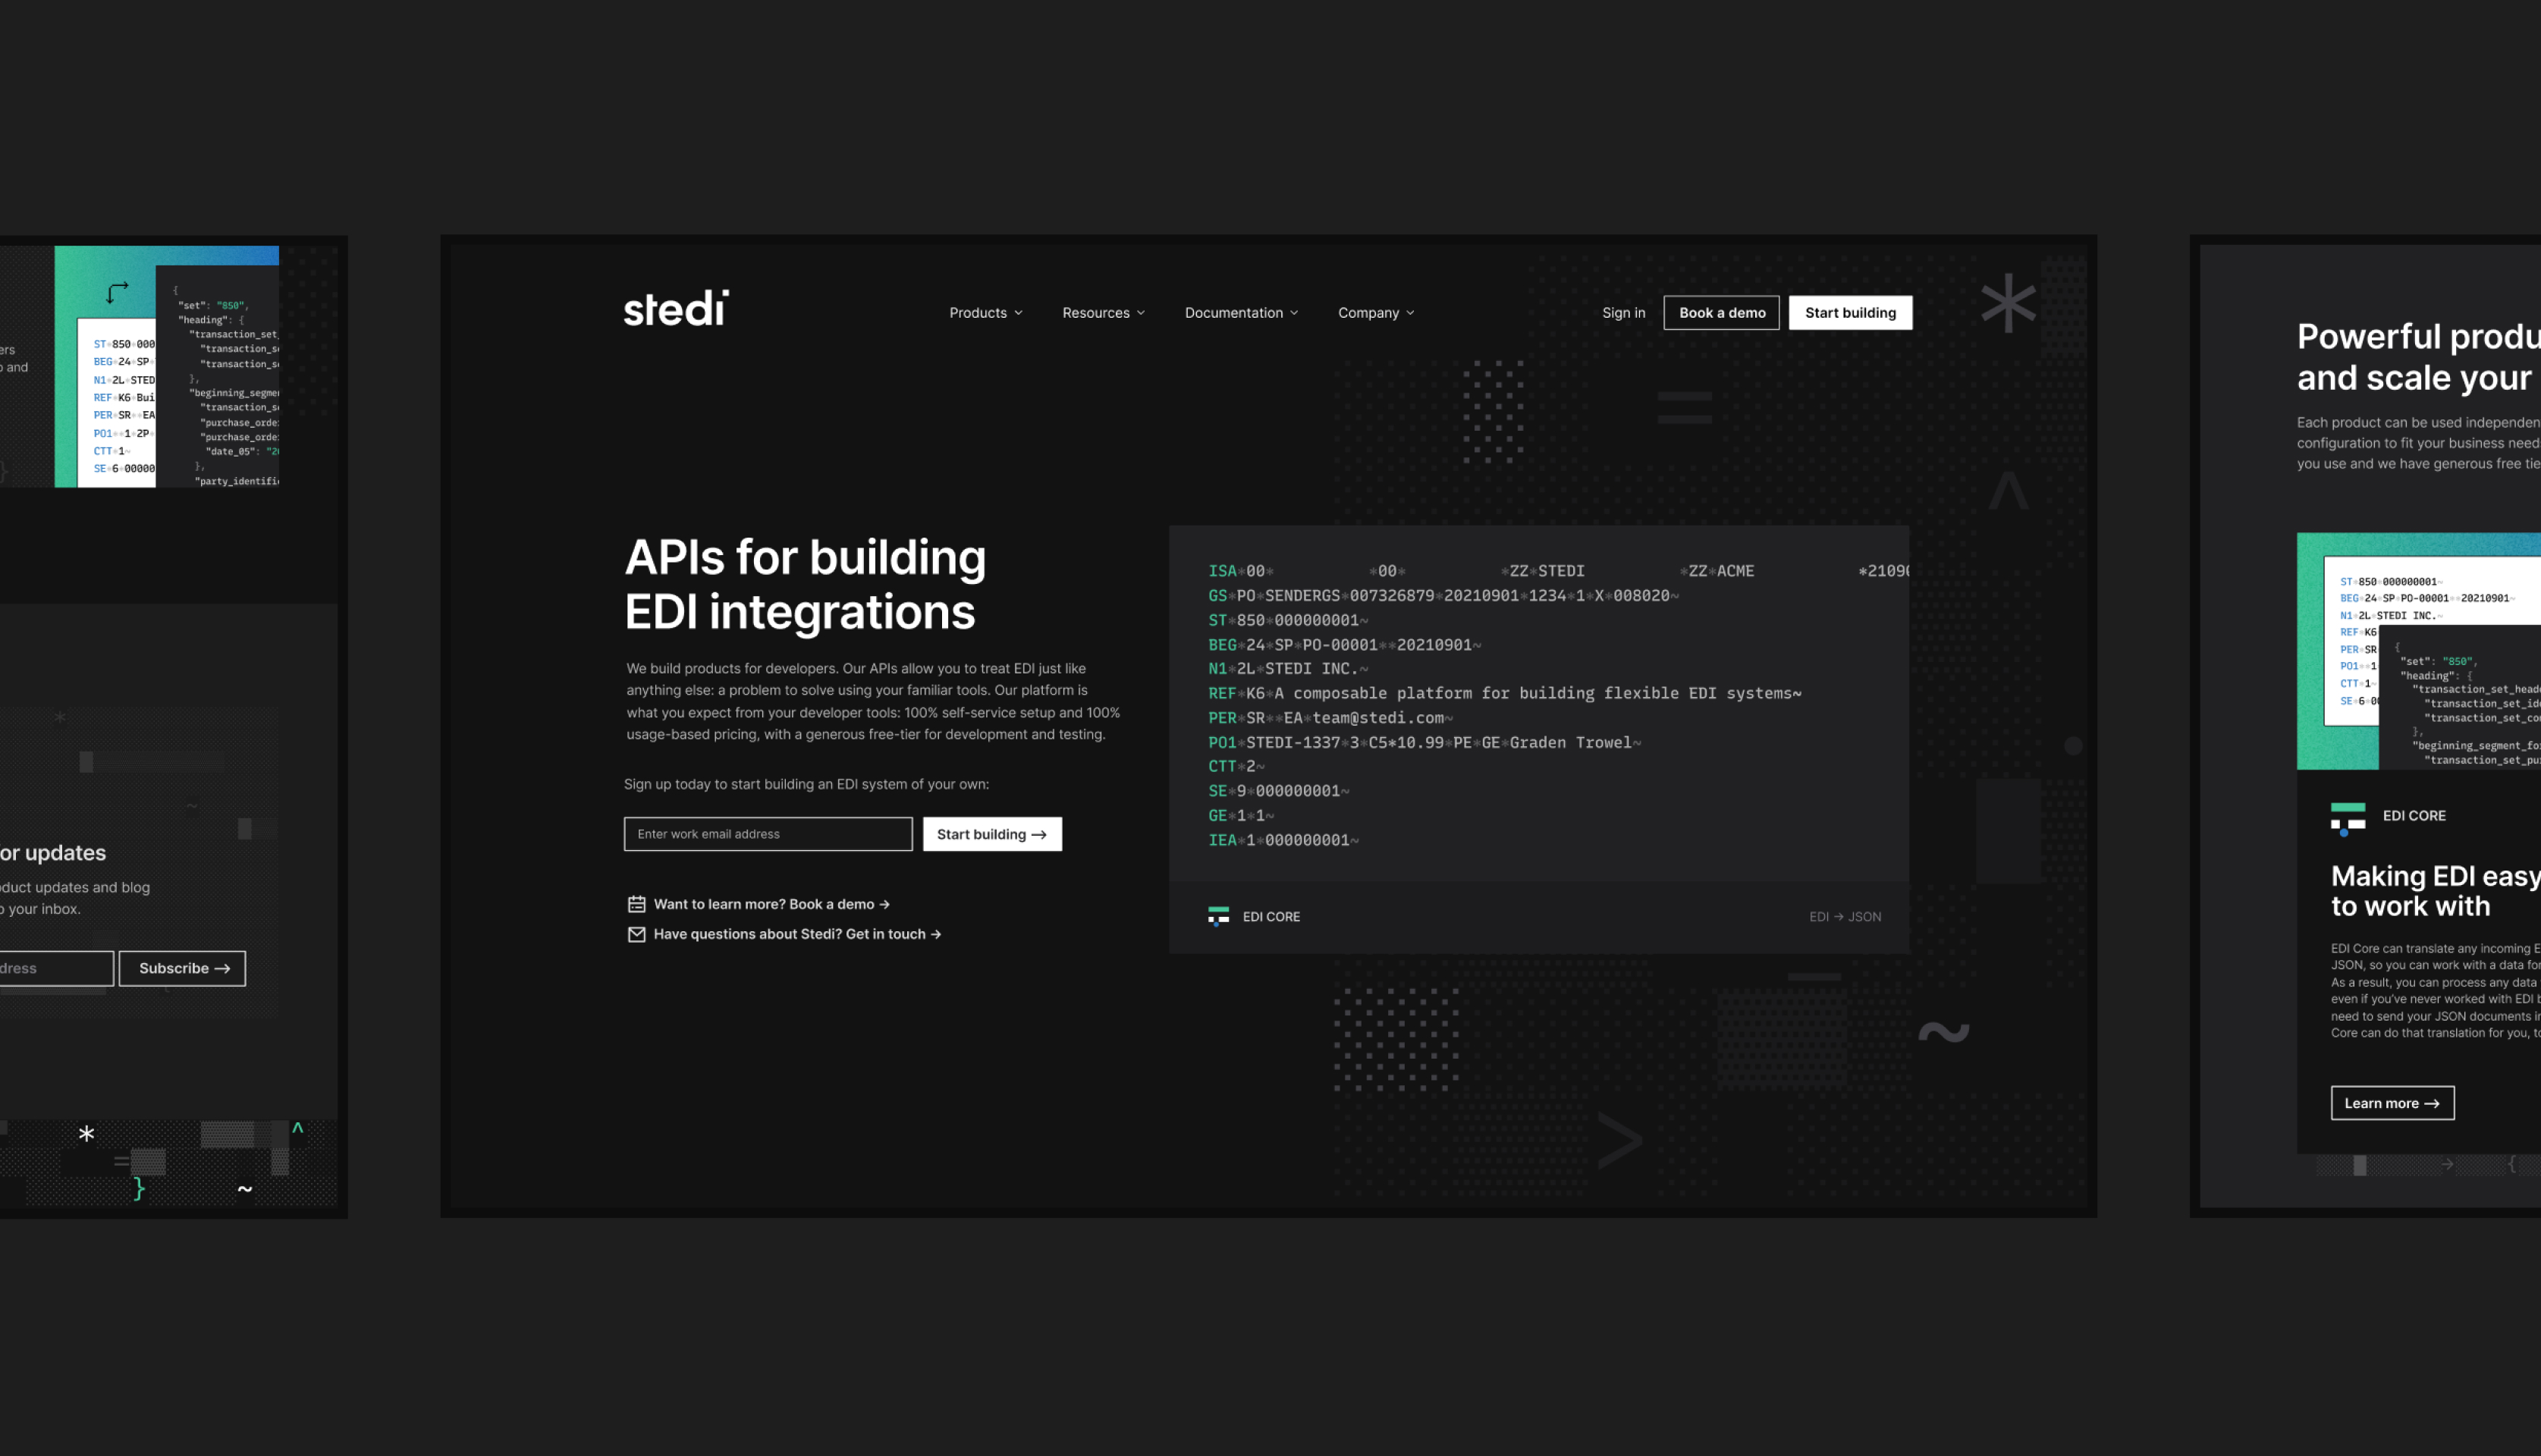 ers
and
{
"set": "850",
"heading": {
"transaction_set_
"transaction_s
"transaction_s
},
"beginning_segme
"transaction_s
"purchase_orde
"purchase_orde
"date_05": "20
},
"party_identifi
ST*850*000
BEG*24*SP*
N1*2L*STED
REF*K6*Bui
PER*SR**EA
PO1**1*2P*
CTT*1~
SE*6*00000
}
*
~
or updates
duct updates and blog
o your inbox.
dress
Subscribe →
*
^
=
}
~
stedi
Products
Resources
Documentation
Company
Sign in
Book a demo
Start building
*
=
^
APIs for building
EDI integrations
We build products for developers. Our APIs allow you to treat EDI just like
anything else: a problem to solve using your familiar tools. Our platform is
what you expect from your developer tools: 100% self-service setup and 100%
usage-based pricing, with a generous free-tier for development and testing.
Sign up today to start building an EDI system of your own:
Enter work email address
Start building →
Want to learn more? Book a demo →
Have questions about Stedi? Get in touch →
ISA*00*          *00*          *ZZ*STEDI          *ZZ*ACME           *21090
GS*PO*SENDERGS*007326879*20210901*1234*1*X*008020~
ST*850*000000001~
BEG*24*SP*PO-00001**20210901~
N1*2L*STEDI INC.~
REF*K6*A composable platform for building flexible EDI systems~
PER*SR**EA*team@stedi.com~
PO1*STEDI-1337*3*C5*10.99*PE*GE*Graden Trowel~
CTT*2~
SE*9*000000001~
GE*1*1~
IEA*1*000000001~
EDI CORE
EDI → JSON
~
>
Powerful produ
and scale your
Each product can be used independen
configuration to fit your business need
you use and we have generous free tie
ST*850*000000001~
BEG*24*SP*PO-00001**20210901~
N1*2L*STEDI INC.~
REF*K6
PER*SR
PO1**1
CTT*1~
SE*6*00
{
"set": "850",
"heading": {
"transaction_set_head
"transaction_set_id
"transaction_set_co
},
"beginning_segment_fo
"transaction_set_pu
EDI CORE
Making EDI easy
to work with
EDI Core can translate any incoming E
JSON, so you can work with a data for
As a result, you can process any data
even if you've never worked with EDI b
need to send your JSON documents in
Core can do that translation for you, to
Learn more →
→
{